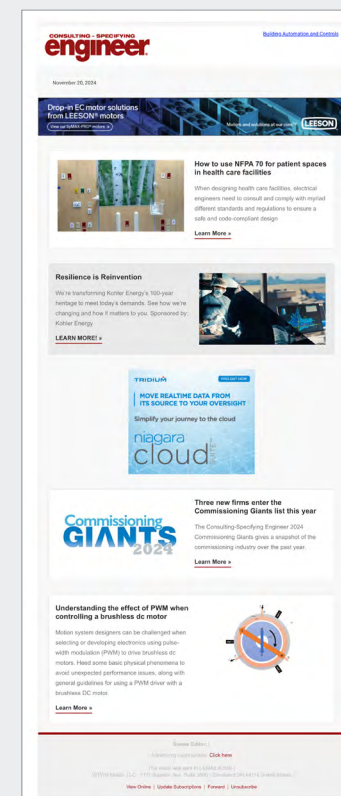 CONSULTING - SPECIFYING
engineer
Building Automation and Controls
November 20, 2024
Drop-in EC motor solutions
from LEESON® motors
Motors and solutions at our core™
LEESON
How to use NFPA 70 for patient spaces
in health care facilities
When designing health care facilities, electrical
engineers need to consult and comply with myriad
different standards and regulations to ensure a
safe and code-compliant design
Learn More »
Resilience is Reinvention
We're transforming Kohler Energy's 100-year
heritage to meet today's demands. See how we're
changing and how it matters to you. Sponsored by:
Kohler Energy
LEARN MORE! »
TRIDIUM
FIND OUT HOW
MOVE REALTIME DATA FROM
ITS SOURCE TO YOUR OVERSIGHT
Simplify your journey to the cloud
niagara
cloud
Commissioning
GIANTS
2024
Three new firms enter the
Commissioning Giants list this year
The Consulting-Specifying Engineer 2024
Commissioning Giants gives a snapshot of the
commissioning industry over the past year.
Learn More »
Understanding the effect of PWM when
controlling a brushless dc motor
Motion system designers can be challenged when
selecting or developing electronics using pulse-
width modulation (PWM) to drive brushless dc
motors. Heed some basic physical phenomena to
avoid unexpected performance issues, along with
general guidelines for using a PWM driver with a
brushless DC motor.
Learn More »
Click here
View Online | Update Subscriptions | Forward | Unsubscribe